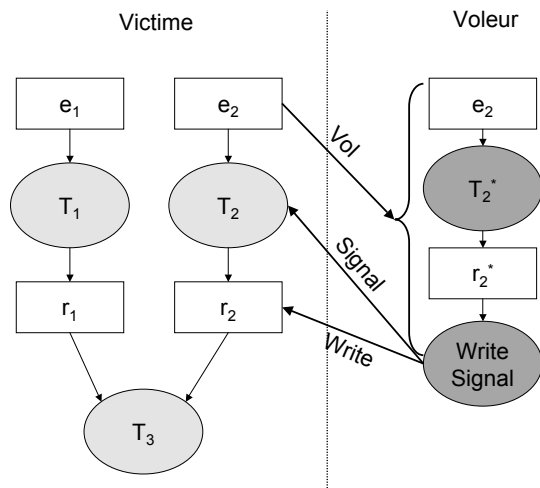 Victime
Voleur
e₁
e₂
e₂
Vol
T₁
T₂
T₂*
Signal
r₁
r₂
r₂*
Write
Write
Signal
T₃